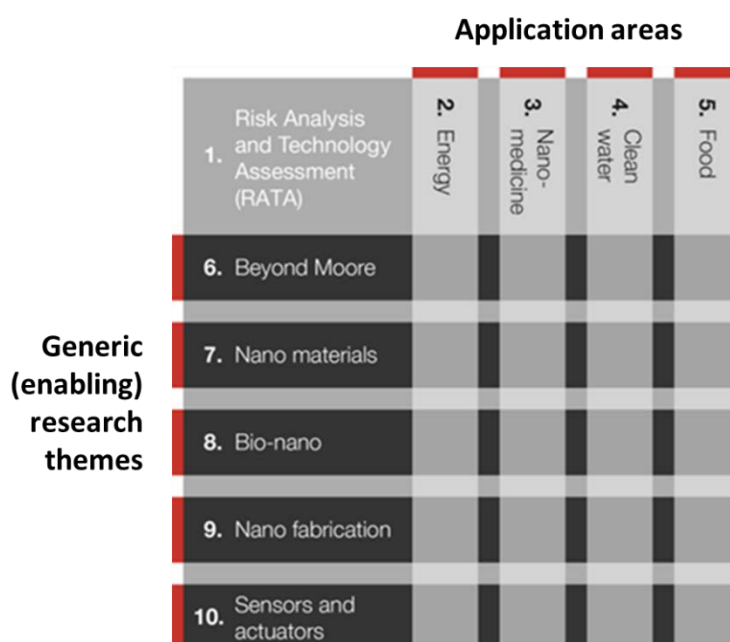 Application areas
1. Risk Analysis
and Technology
Assessment
(RATA)
2. Energy
3. Nano-
medicine
4. Clean
water
5. Food
Generic
(enabling)
research
themes
6. Beyond Moore
7. Nano materials
8. Bio-nano
9. Nano fabrication
10. Sensors and
actuators